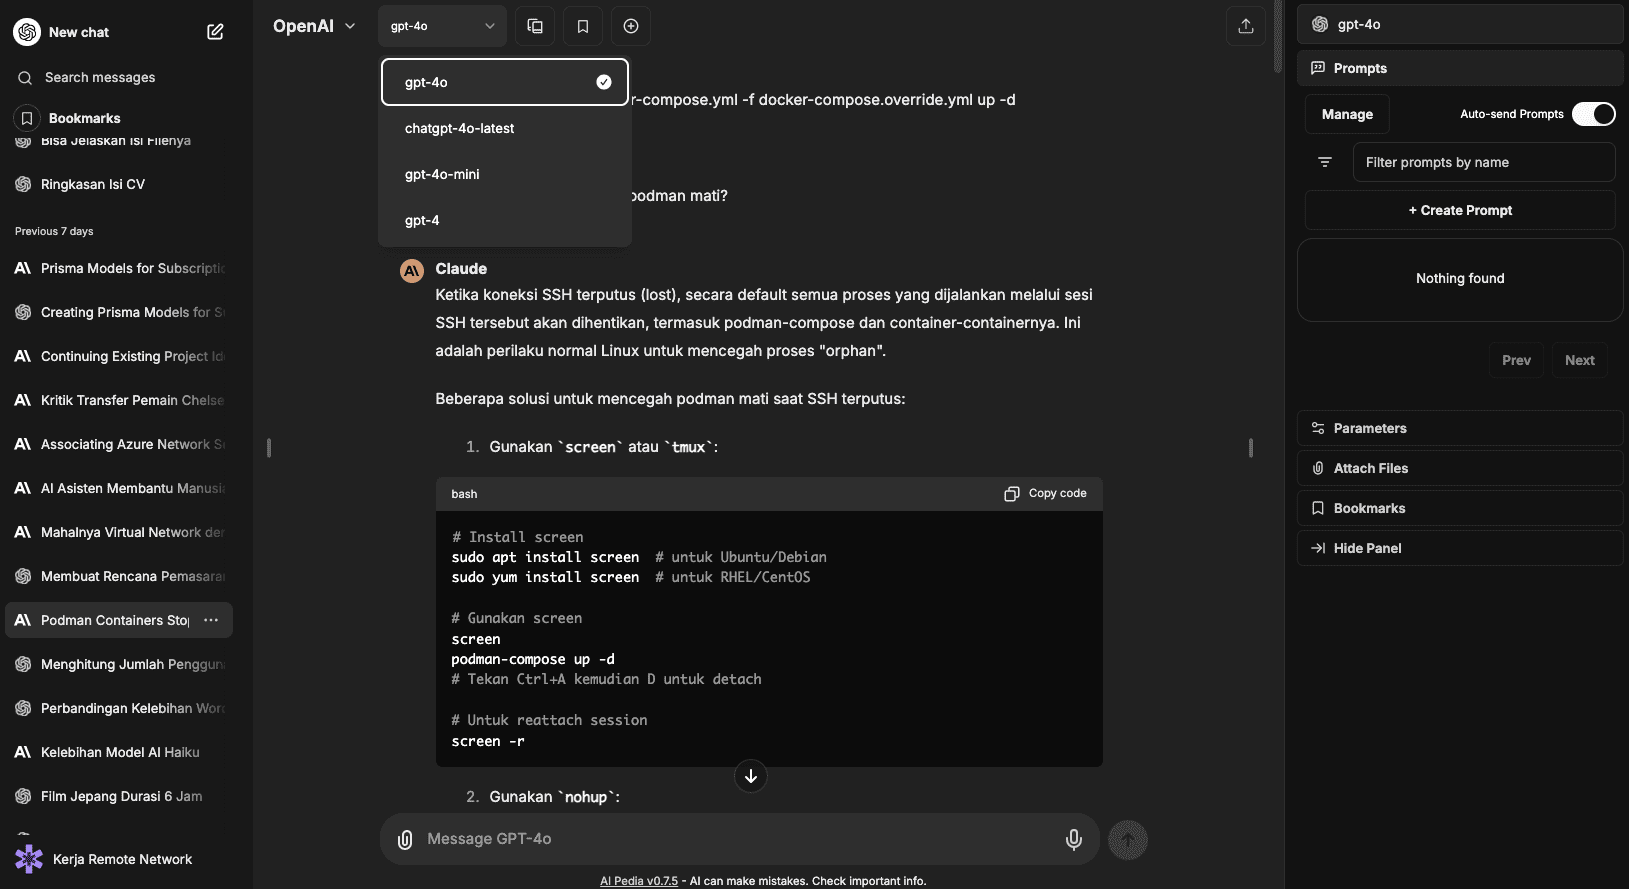 New chat
Search messages
Bookmarks
Bisa Jelaskan Isi Filenya
Ringkasan Isi CV
Previous 7 days
Prisma Models for Subscriptio
Creating Prisma Models for S
Continuing Existing Project Id
Kritik Transfer Pemain Chelse
Associating Azure Network S
AI Asisten Membantu Manusi
Mahalnya Virtual Network der
Membuat Rencana Pemasara
Podman Containers Stop
Menghitung Jumlah Penggun
Perbandingan Kelebihan Wor
Kelebihan Model AI Haiku
Film Jepang Durasi 6 Jam
Kerja Remote Network
OpenAI
gpt-4o
gpt-4o
chatgpt-4o-latest
gpt-4o-mini
gpt-4
r-compose.yml -f docker-compose.override.yml up -d
podman mati?
Claude
Ketika koneksi SSH terputus (lost), secara default semua proses yang dijalankan melalui sesi
SSH tersebut akan dihentikan, termasuk podman-compose dan container-containernya. Ini
adalah perilaku normal Linux untuk mencegah proses "orphan".
Beberapa solusi untuk mencegah podman mati saat SSH terputus:
1. Gunakan `screen` atau `tmux`:
bash
Copy code
# Install screen
sudo apt install screen  # untuk Ubuntu/Debian
sudo yum install screen  # untuk RHEL/CentOS
# Gunakan screen
screen
podman-compose up -d
# Tekan Ctrl+A kemudian D untuk detach
# Untuk reattach session
screen -r
2. Gunakan `nohup`:
Message GPT-4o
AI Pedia v0.7.5 - AI can make mistakes. Check important info.
gpt-4o
Prompts
Manage
Auto-send Prompts
Filter prompts by name
+ Create Prompt
Nothing found
Prev
Next
Parameters
Attach Files
Bookmarks
Hide Panel